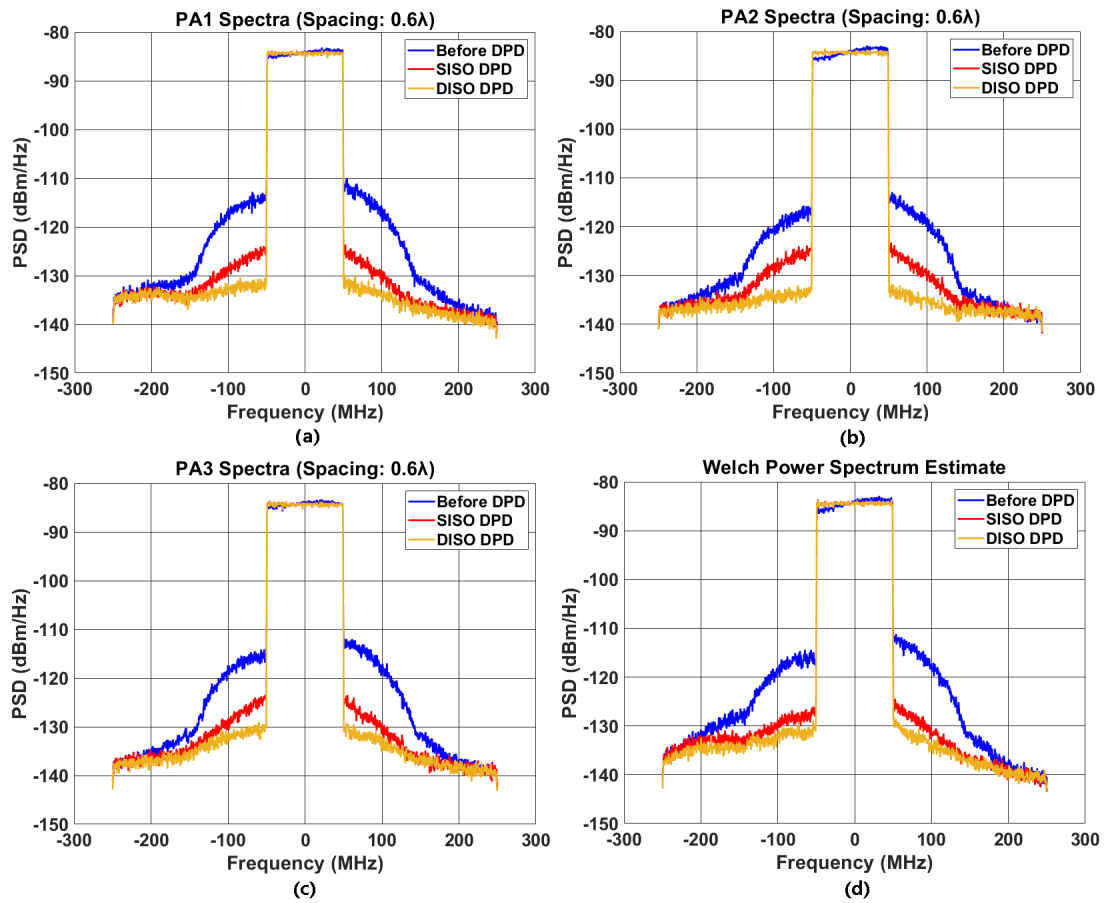 PA1 Spectra (Spacing: 0.6λ)
-80
-90
-100
-110
-120
-130
-140
-150
PSD (dBm/Hz)
Before DPD
SISO DPD
DISO DPD
-300 -200 -100 0 100 200 300
Frequency (MHz)
(a)
PA2 Spectra (Spacing: 0.6λ)
-80
-90
-100
-110
-120
-130
-140
-150
PSD (dBm/Hz)
Before DPD
SISO DPD
DISO DPD
-300 -200 -100 0 100 200 300
Frequency (MHz)
(b)
PA3 Spectra (Spacing: 0.6λ)
-80
-90
-100
-110
-120
-130
-140
-150
PSD (dBm/Hz)
Before DPD
SISO DPD
DISO DPD
-300 -200 -100 0 100 200 300
Frequency (MHz)
(c)
Welch Power Spectrum Estimate
-80
-90
-100
-110
-120
-130
-140
-150
PSD (dBm/Hz)
Before DPD
SISO DPD
DISO DPD
-300 -200 -100 0 100 200 300
Frequency (MHz)
(d)